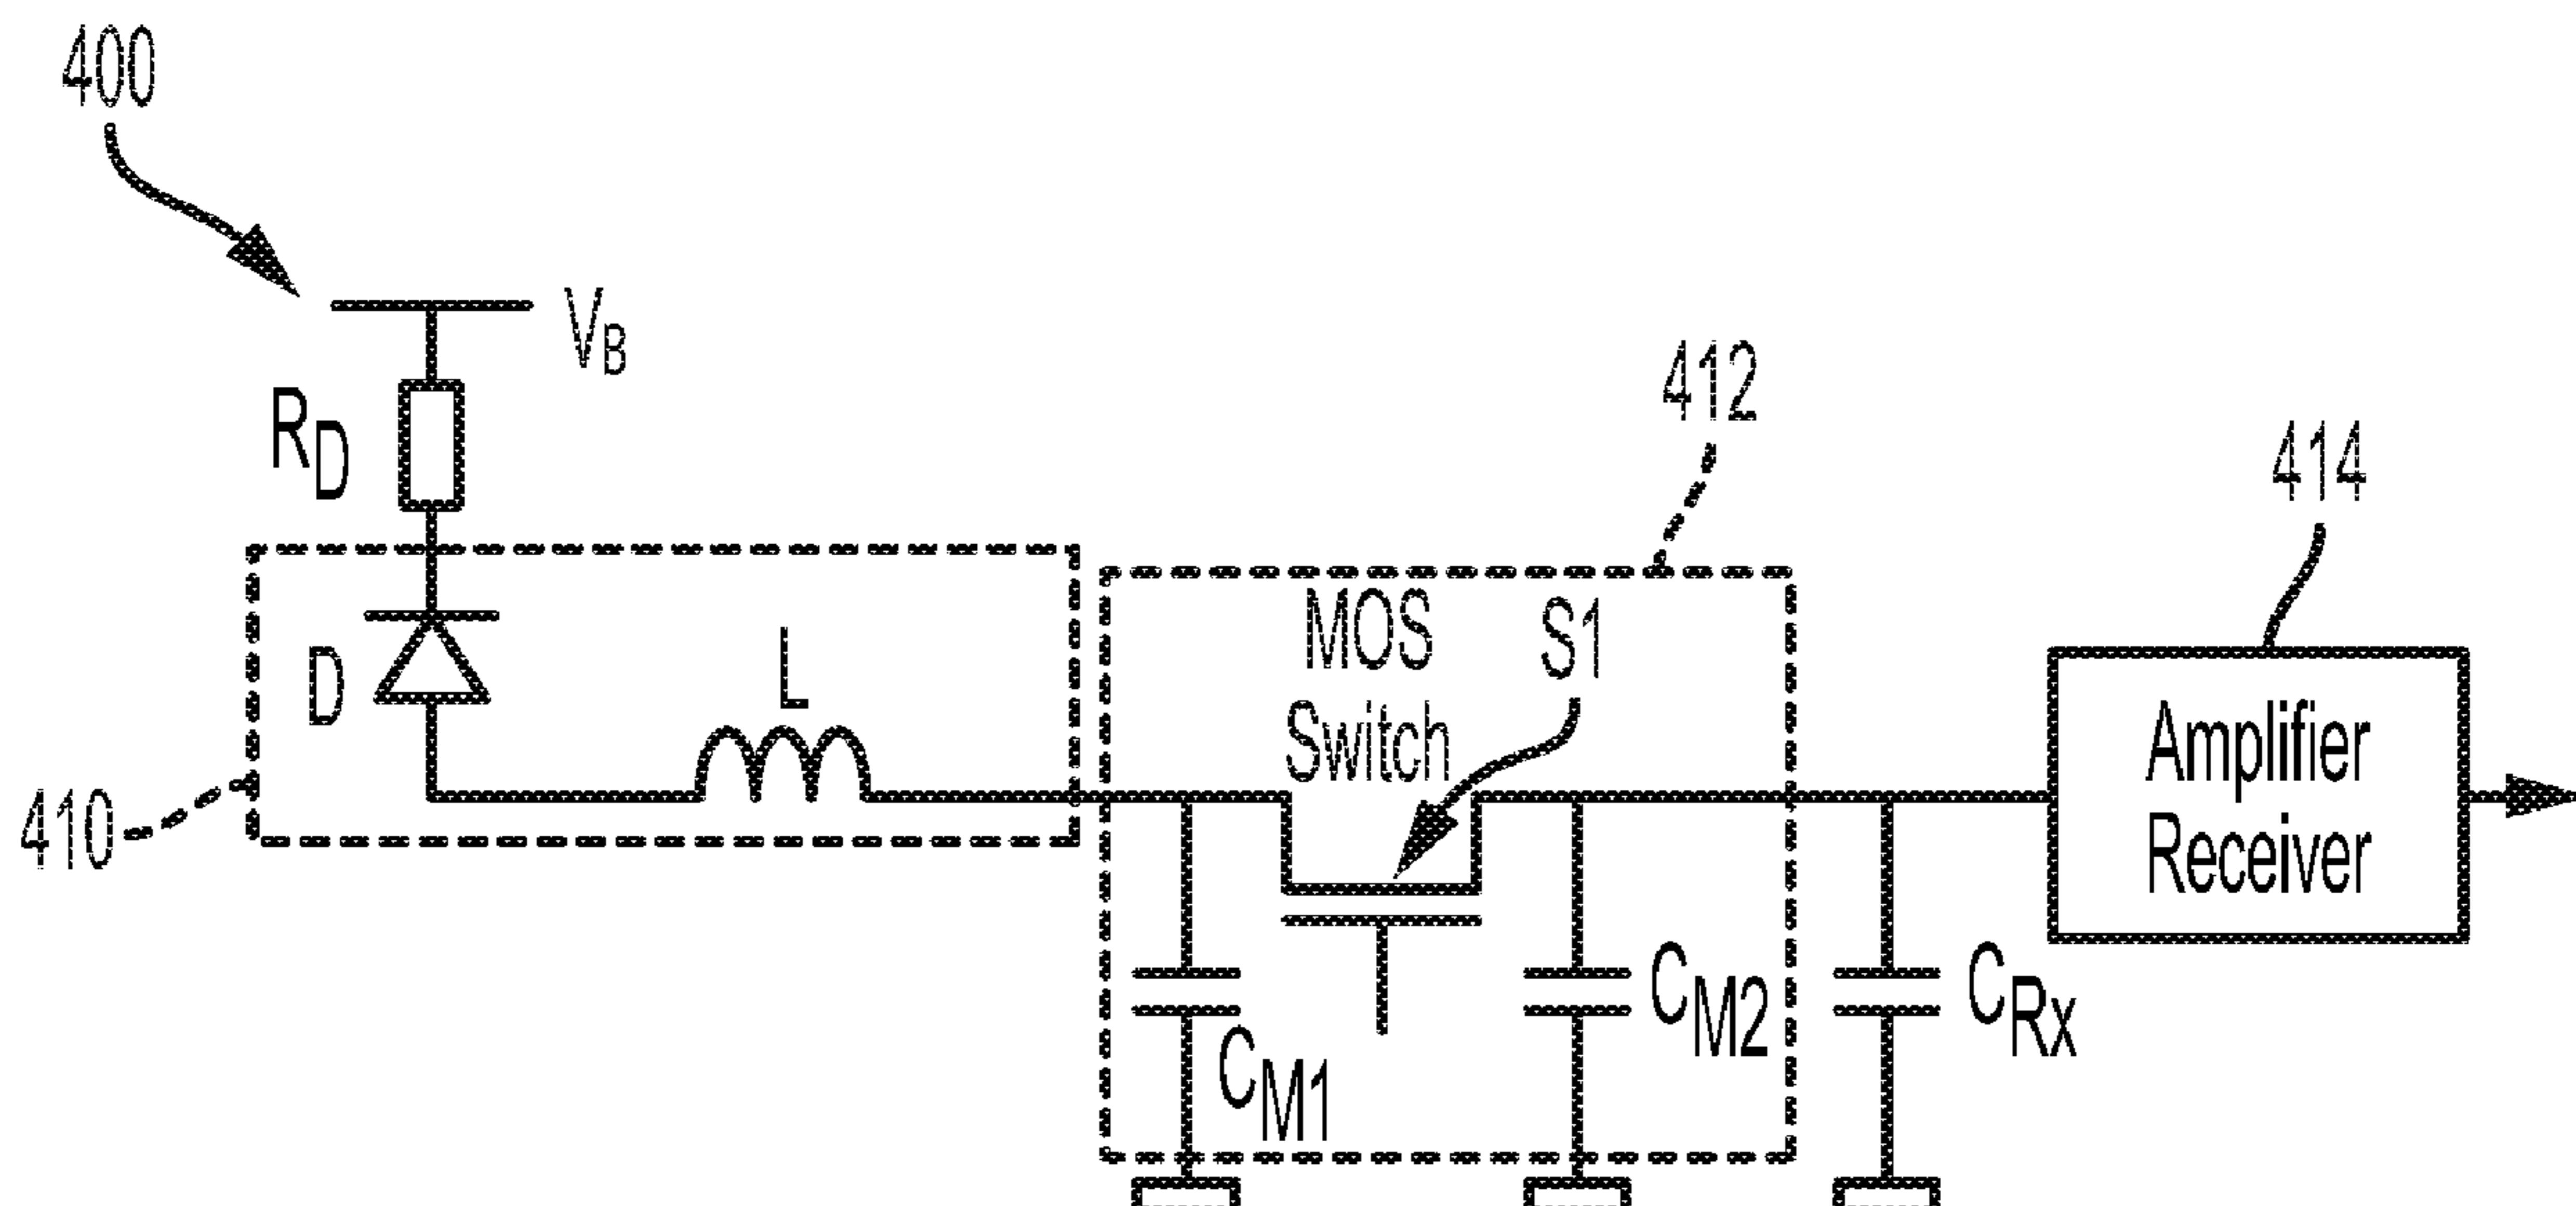 400
VB
RD
412
414
D
L
MOS
Switch
S1
410
Amplifier
Receiver
CM1
CM2
CRx